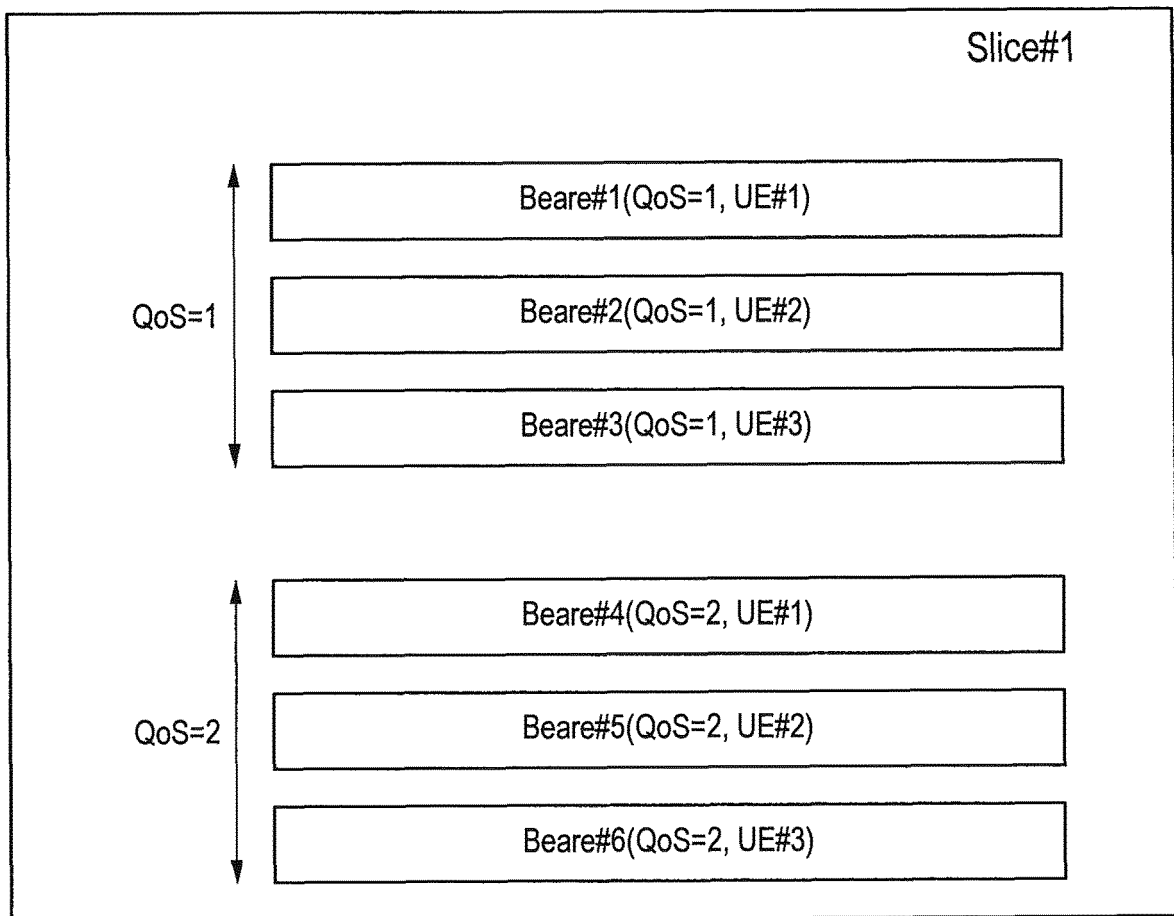 Slice#1
Beare#1(QoS=1, UE#1)
QoS=1
Beare#2(QoS=1, UE#2)
Beare#3(QoS=1, UE#3)
Beare#4(QoS=2, UE#1)
QoS=2
Beare#5(QoS=2, UE#2)
Beare#6(QoS=2, UE#3)